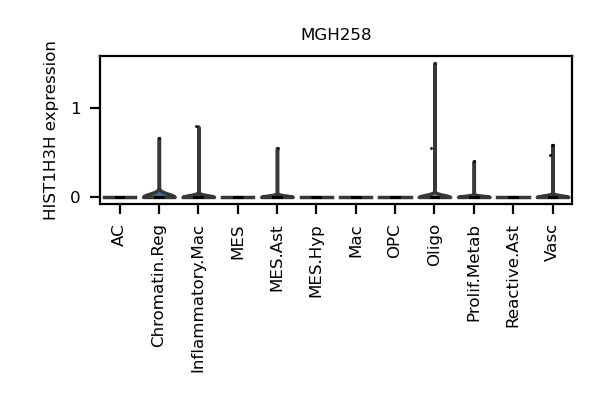 MGH258
HIST1H3H expression
1
0
AC
Chromatin.Reg
Inflammatory.Mac
MES
MES.Ast
MES.Hyp
Mac
OPC
Oligo
Prolif.Metab
Reactive.Ast
Vasc